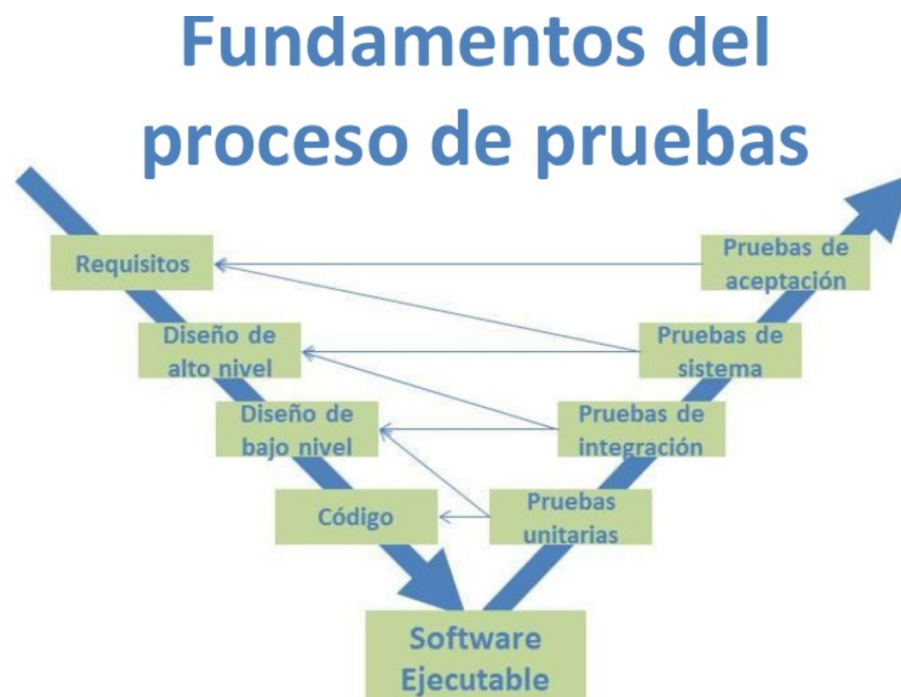 Fundamentos del
proceso de pruebas
Requisitos
Pruebas de
aceptación
Diseño de
alto nivel
Pruebas de
sistema
Diseño de
bajo nivel
Pruebas de
integración
Código
Pruebas
unitarias
Software
Ejecutable